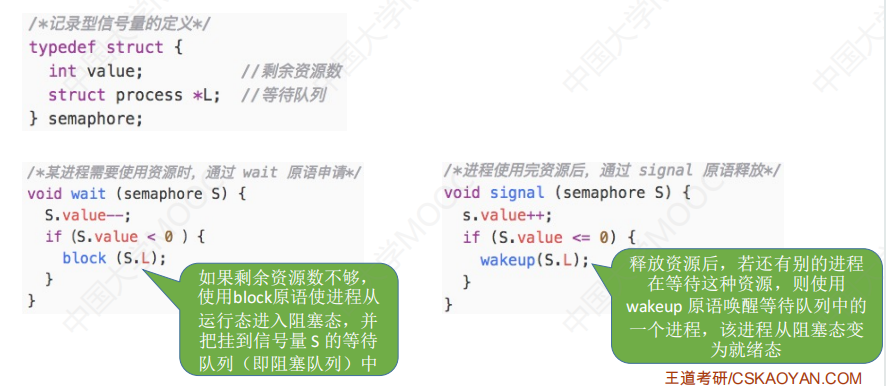 /*记录型信号量的定义*/
typedef struct {
int value; //剩余资源数
struct process *L; //等待队列
} semaphore;
/*某进程需要使用资源时，通过 wait 原语申请*/
void wait (semaphore S) {
S.value--;
if (S.value < 0 ) {
block (S.L);
}
}
如果剩余资源数不够，
使用block原语使进程从
运行态进入阻塞态，并
把挂到信号量 S 的等待
队列（即阻塞队列）中
/*进程使用完资源后，通过 signal 原语释放*/
void signal (semaphore S) {
s.value++;
if (S.value <= 0) {
wakeup(S.L);
}
}
释放资源后，若还有别的进程
在等待这种资源，则使用
wakeup 原语唤醒等待队列中的
一个进程，该进程从阻塞态变
为就绪态
王道考研/CSKAOYAN.COM
中国大学MOOC